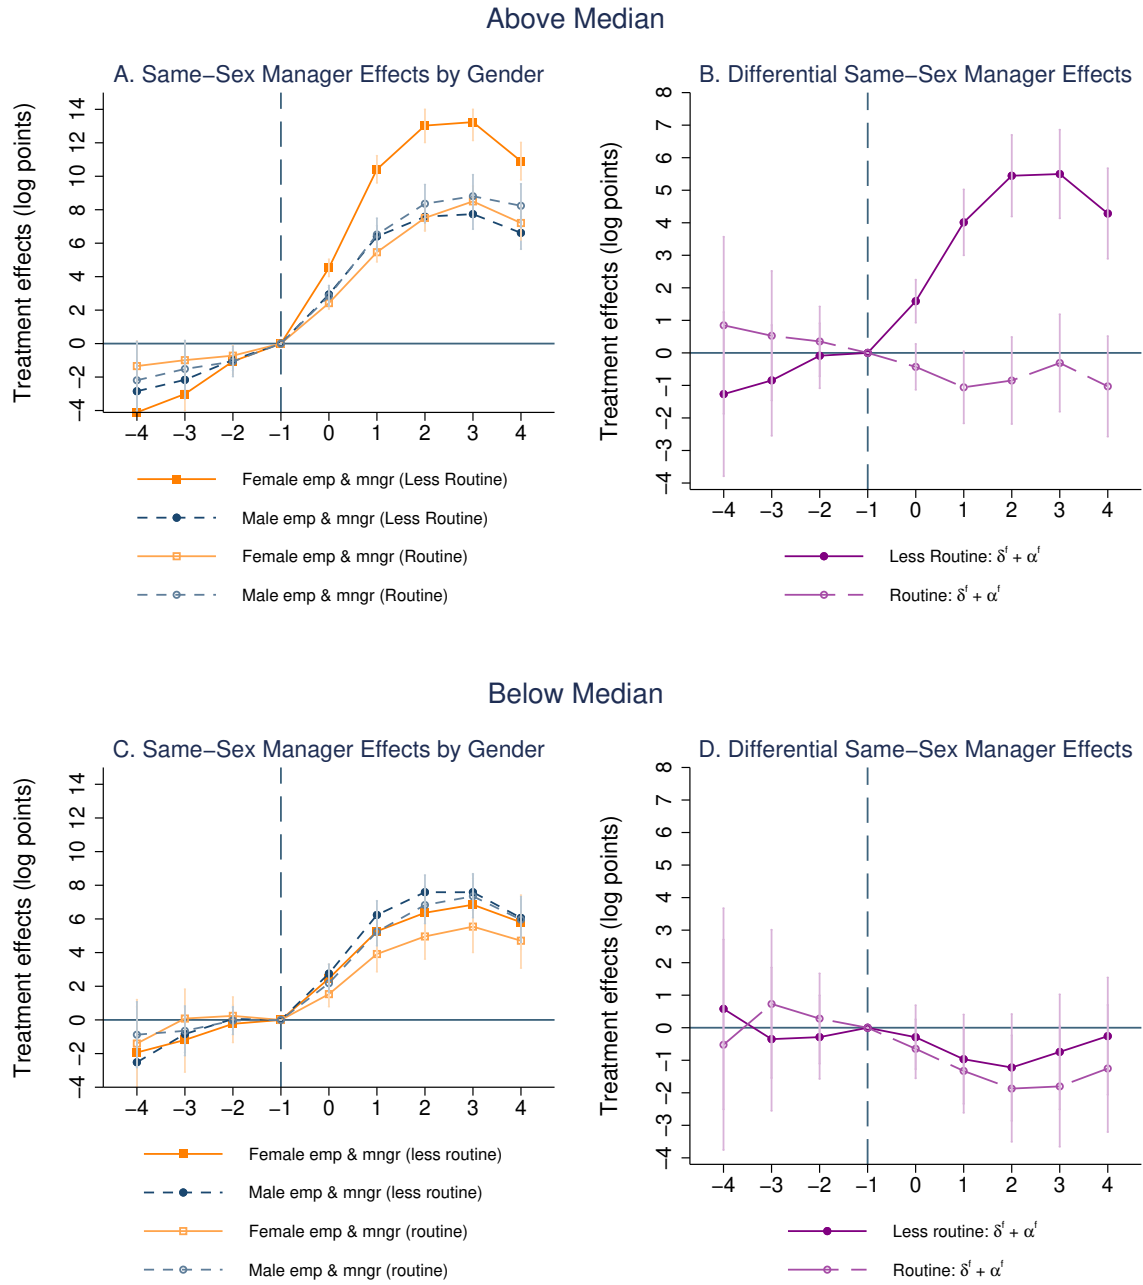 Above Median
A. Same−Sex Manager Effects by Gender
Treatment effects (log points)
14
12
10
8
6
4
2
0
−2
−4
−4 −3 −2 −1 0 1 2 3 4
Female emp & mngr (Less Routine)
Male emp & mngr (Less Routine)
Female emp & mngr (Routine)
Male emp & mngr (Routine)
B. Differential Same−Sex Manager Effects
Treatment effects (log points)
8
7
6
5
4
3
2
1
0
−1
−2
−3
−4
−4 −3 −2 −1 0 1 2 3 4
Less Routine: δᶠ + αᶠ
Routine: δᶠ + αᶠ
Below Median
C. Same−Sex Manager Effects by Gender
Treatment effects (log points)
14
12
10
8
6
4
2
0
−2
−4
−4 −3 −2 −1 0 1 2 3 4
Female emp & mngr (less routine)
Male emp & mngr (less routine)
Female emp & mngr (routine)
Male emp & mngr (routine)
D. Differential Same−Sex Manager Effects
Treatment effects (log points)
8
7
6
5
4
3
2
1
0
−1
−2
−3
−4
−4 −3 −2 −1 0 1 2 3 4
Less routine: δᶠ + αᶠ
Routine: δᶠ + αᶠ